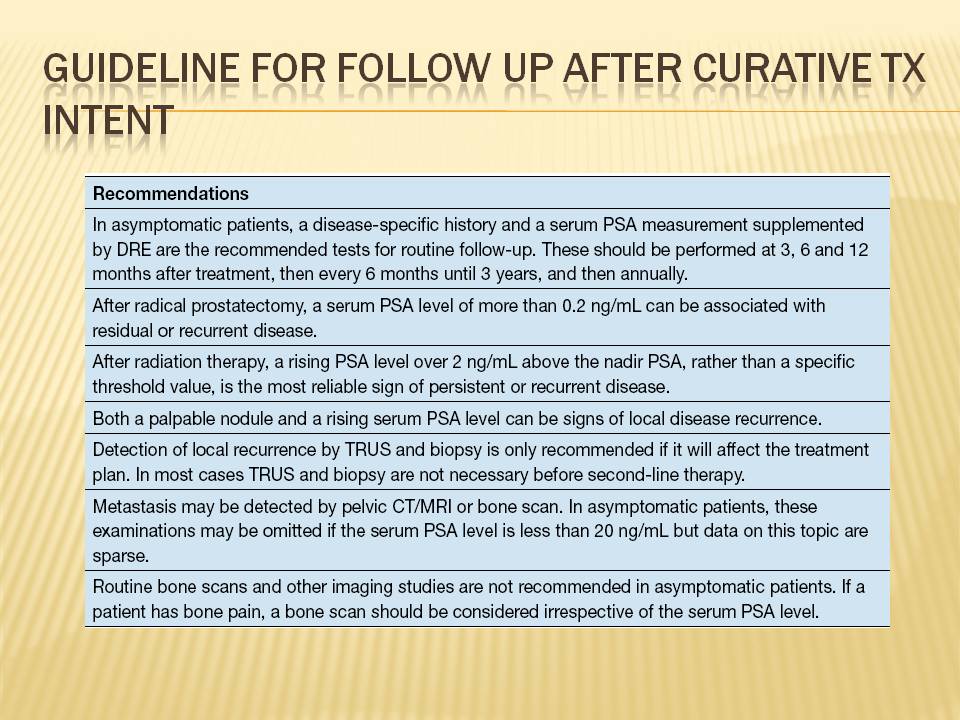 GUIDELINE FOR FOLLOW UP AFTER CURATIVE TX
INTENT
Recommendations
In asymptomatic patients, a disease-specific history and a serum PSA measurement supplemented
by DRE are the recommended tests for routine follow-up. These should be performed at 3, 6 and 12
months after treatment, then every 6 months until 3 years, and then annually.
After radical prostatectomy, a serum PSA level of more than 0.2 ng/mL can be associated with
residual or recurrent disease.
After radiation therapy, a rising PSA level over 2 ng/mL above the nadir PSA, rather than a specific
threshold value, is the most reliable sign of persistent or recurrent disease.
Both a palpable nodule and a rising serum PSA level can be signs of local disease recurrence.
Detection of local recurrence by TRUS and biopsy is only recommended if it will affect the treatment
plan. In most cases TRUS and biopsy are not necessary before second-line therapy.
Metastasis may be detected by pelvic CT/MRI or bone scan. In asymptomatic patients, these
examinations may be omitted if the serum PSA level is less than 20 ng/mL but data on this topic are
sparse.
Routine bone scans and other imaging studies are not recommended in asymptomatic patients. If a
patient has bone pain, a bone scan should be considered irrespective of the serum PSA level.